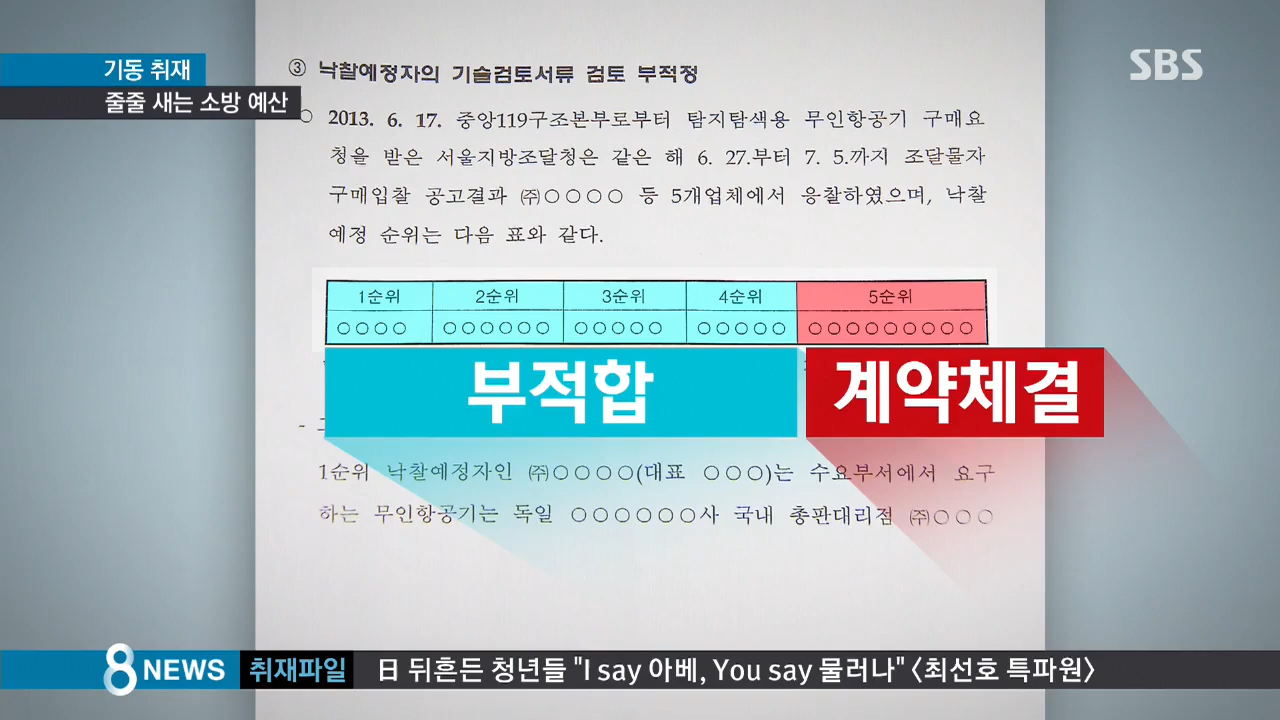 기동 취재
줄줄 새는 소방 예산
SBS
③ 낙찰예정자의 기술검토서류 검토 부적정
○ 2013. 6. 17. 중앙119구조본부로부터 탐지탐색용 무인항공기 구매요
청을 받은 서울지방조달청은 같은 해 6. 27.부터 7. 5.까지 조달물자
구매입찰 공고결과 ㈜○○○○ 등 5개업체에서 응찰하였으며, 낙찰
예정 순위는 다음 표와 같다.
1순위 2순위 3순위 4순위 5순위
○○○○ ○○○○○○ ○○○○○ ○○○○○ ○○○○○○○○○
부적합 계약체결
1순위 낙찰예정자인 ㈜○○○○(대표 ○○○)는 수요부서에서 요구
하는 무인항공기는 독일 ○○○○○○사 국내 총판대리점 ㈜○○○
8 NEWS 취재파일 日 뒤흔든 청년들 "I say 아베, You say 물러나" 〈최선호 특파원〉